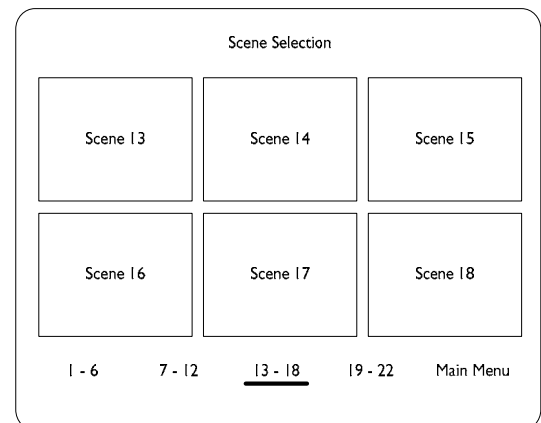 Scene Selection
Scene 13 Scene 14 Scene 15
Scene 16 Scene 17 Scene 18
1 - 6 7 - 12 13 - 18 19 - 22 Main Menu